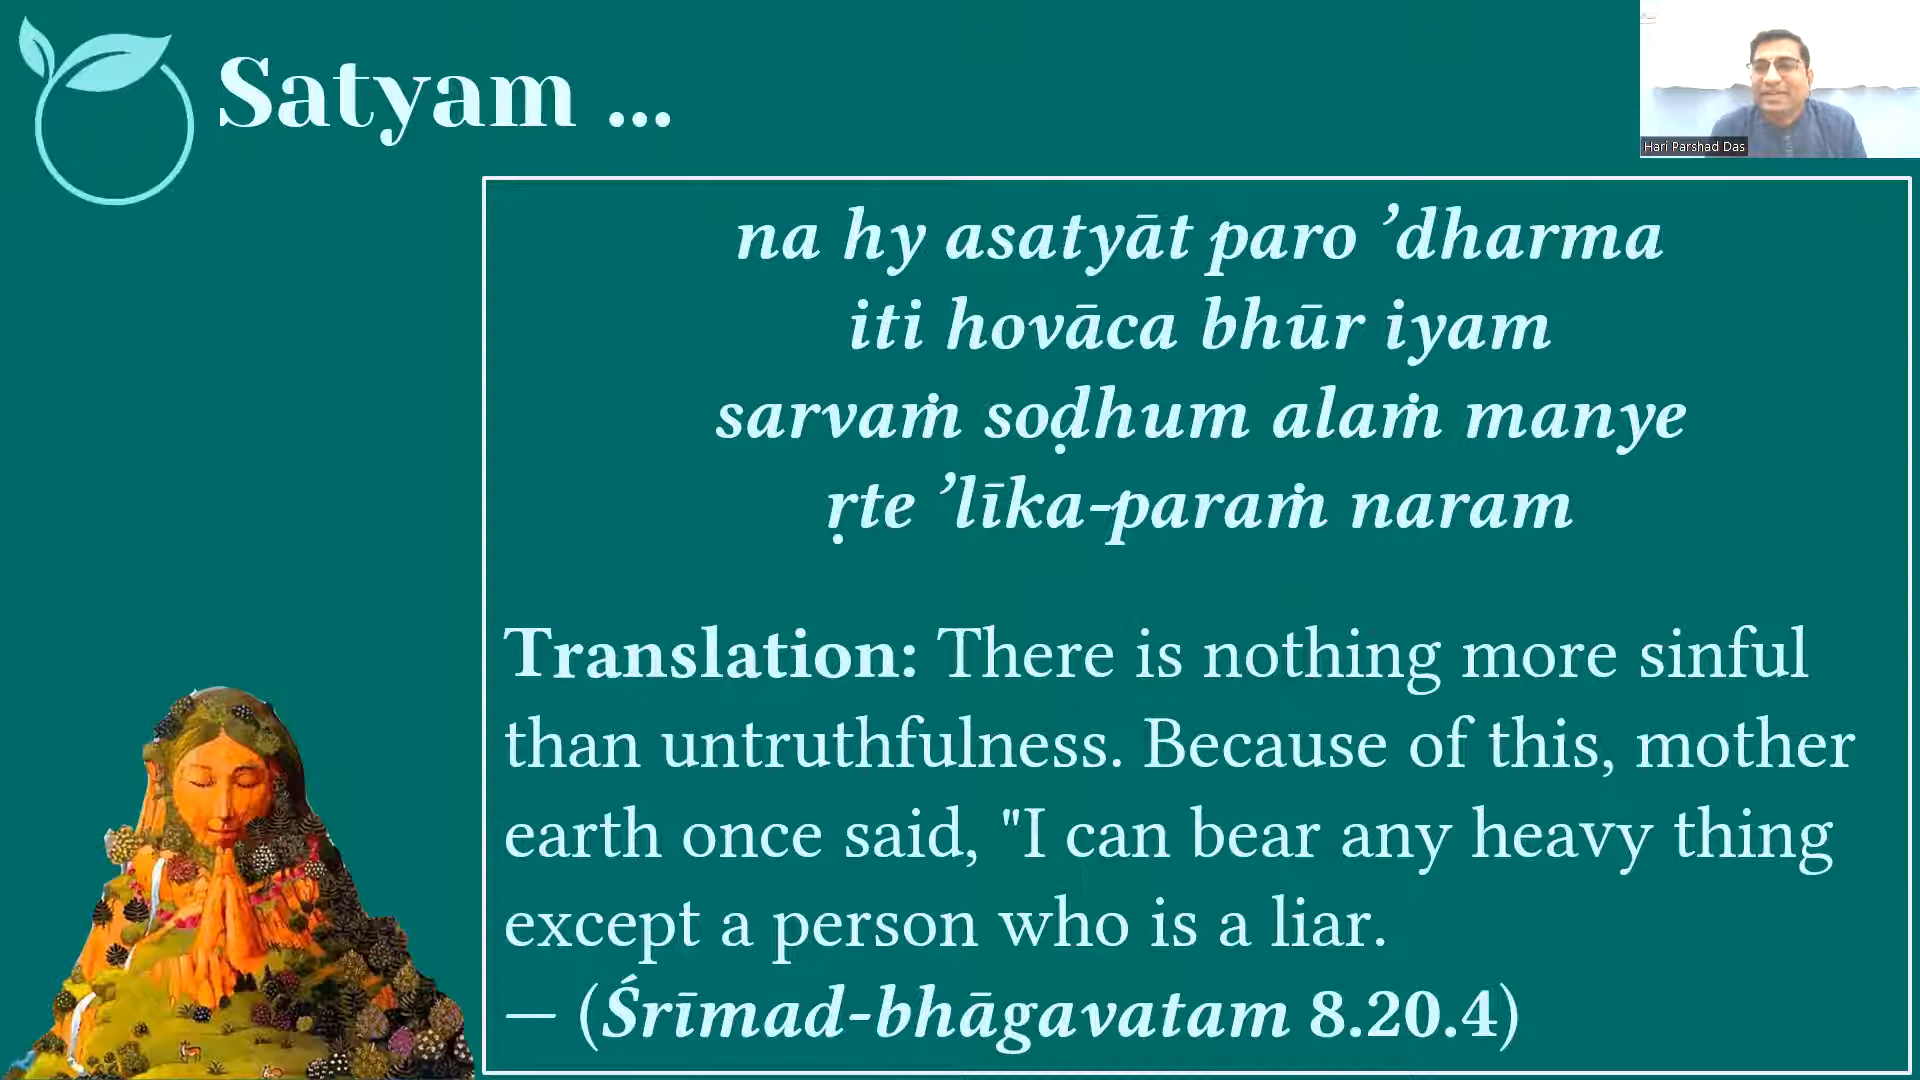 Satyam ...
Hari Parshad Das
na hy asatyāt paro ’dharma
iti hovāca bhūr iyam
sarvaṁ soḍhum alaṁ manye
ṛte ’līka-paraṁ naram
Translation: There is nothing more sinful
than untruthfulness. Because of this, mother
earth once said, "I can bear any heavy thing
except a person who is a liar.
— (Śrīmad-bhāgavatam 8.20.4)